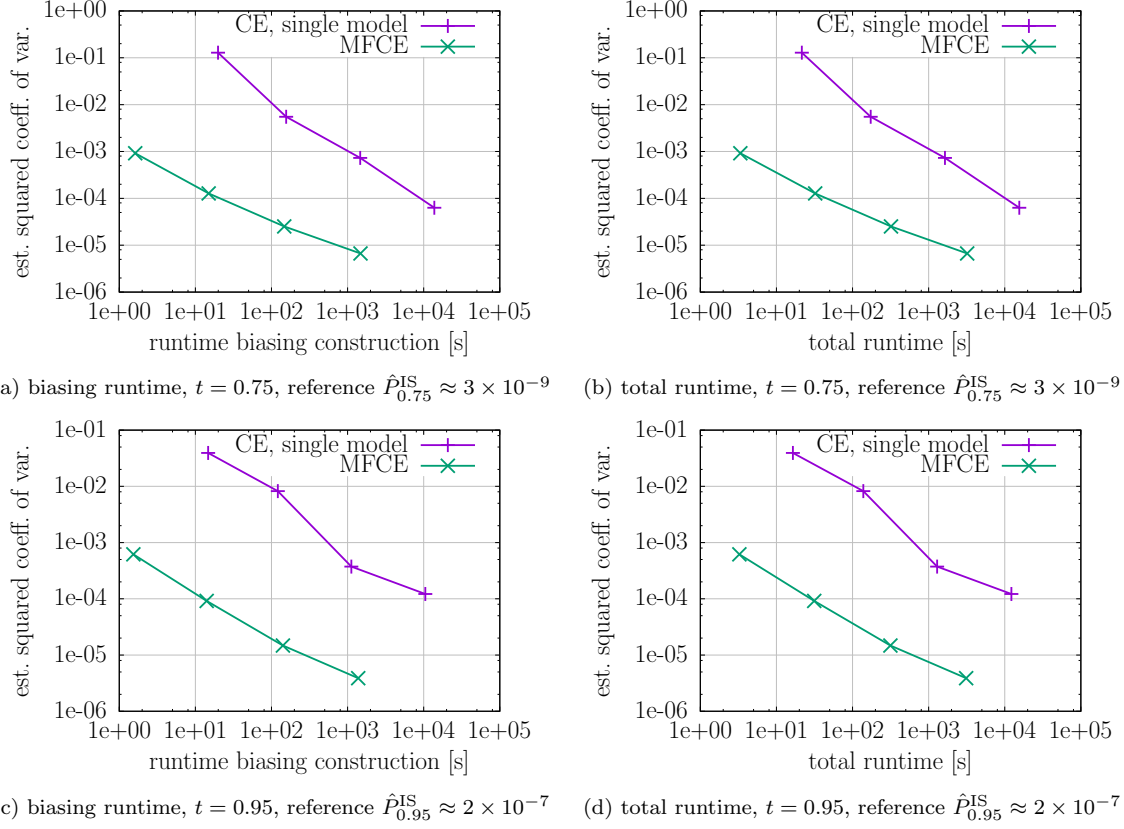 1e+00
1e-01
1e-02
1e-03
1e-04
1e-05
1e-06
est. squared coeff. of var.
CE, single model
MFCE
1e+00 1e+01 1e+02 1e+03 1e+04 1e+05
runtime biasing construction [s]
a) biasing runtime, t = 0.75, reference P̂^IS_0.75 ≈ 3 × 10^−9
1e+00
1e-01
1e-02
1e-03
1e-04
1e-05
1e-06
est. squared coeff. of var.
CE, single model
MFCE
1e+00 1e+01 1e+02 1e+03 1e+04 1e+05
total runtime [s]
(b) total runtime, t = 0.75, reference P̂^IS_0.75 ≈ 3 × 10^−9
1e-01
1e-02
1e-03
1e-04
1e-05
1e-06
est. squared coeff. of var.
CE, single model
MFCE
1e+00 1e+01 1e+02 1e+03 1e+04 1e+05
runtime biasing construction [s]
c) biasing runtime, t = 0.95, reference P̂^IS_0.95 ≈ 2 × 10^−7
1e-01
1e-02
1e-03
1e-04
1e-05
1e-06
est. squared coeff. of var.
CE, single model
MFCE
1e+00 1e+01 1e+02 1e+03 1e+04 1e+05
total runtime [s]
(d) total runtime, t = 0.95, reference P̂^IS_0.95 ≈ 2 × 10^−7